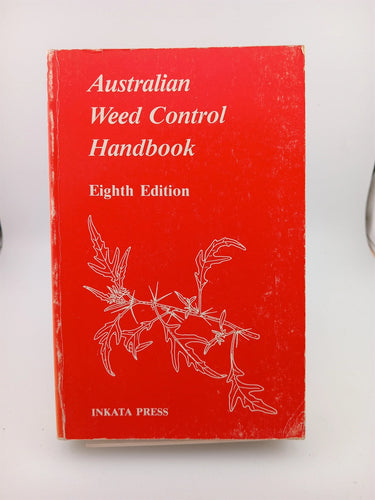 Australian
Weed Control
Handbook
Eighth Edition
INKATA PRESS